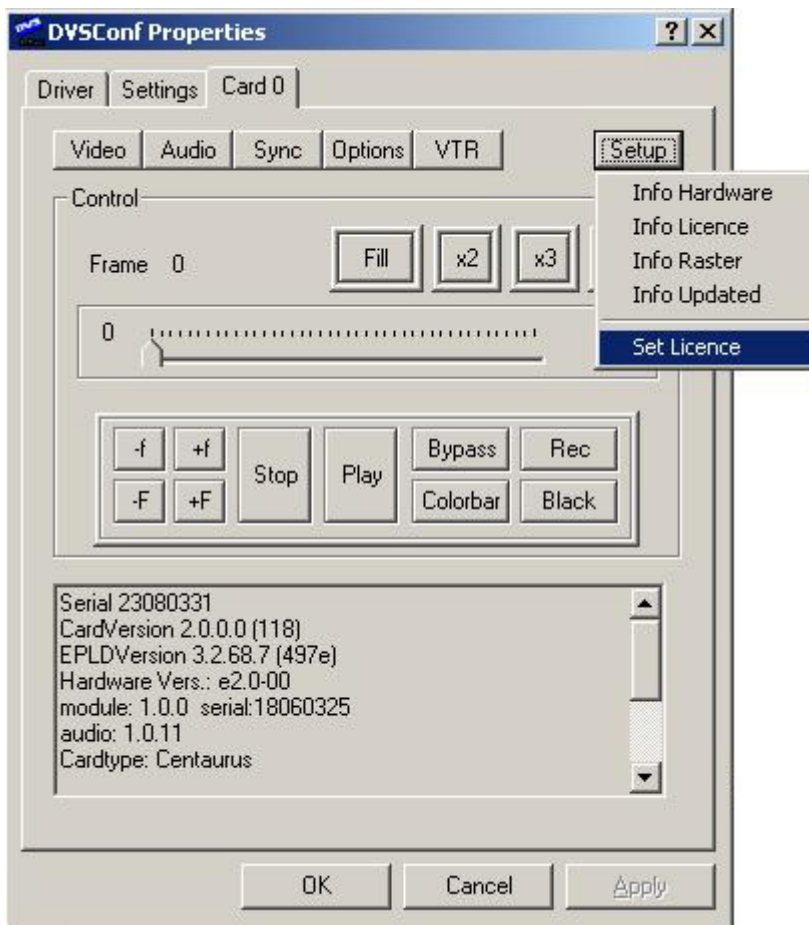 DVSConf Properties
Driver Settings Card 0
Video Audio Sync Options VTR Setup
Info Hardware
Info Licence
Info Raster
Info Updated
Set Licence
Control
Frame 0 Fill x2 x3
0
-f +f Stop Play Bypass Rec
-F +F Colorbar Black
Serial 23080331
CardVersion 2.0.0.0 (118)
EPLDVersion 3.2.68.7 (497e)
Hardware Vers.: e2.0-00
module: 1.0.0 serial:18060325
audio: 1.0.11
Cardtype: Centaurus
OK Cancel Apply